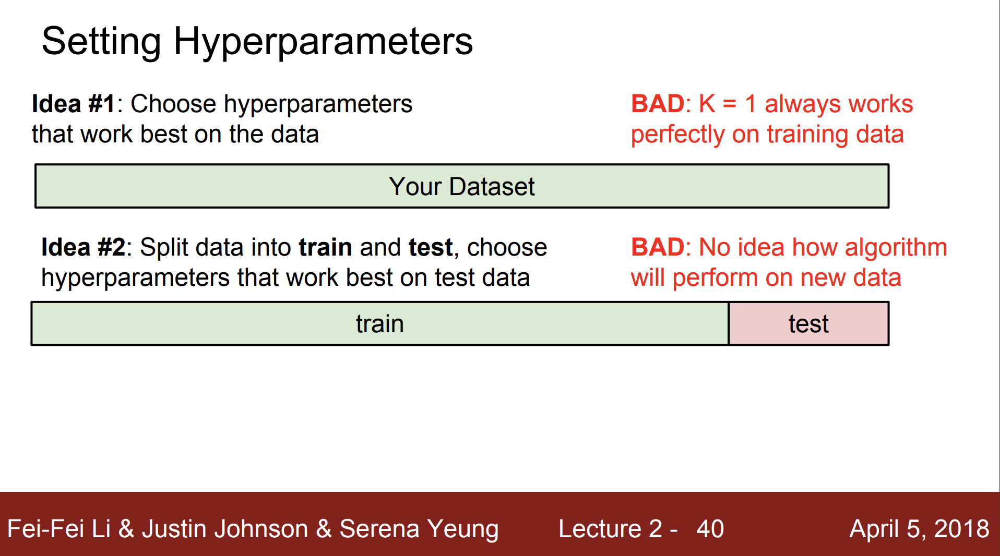 Setting Hyperparameters
Idea #1: Choose hyperparameters
that work best on the data
BAD: K = 1 always works
perfectly on training data
Your Dataset
Idea #2: Split data into train and test, choose
hyperparameters that work best on test data
BAD: No idea how algorithm
will perform on new data
train
test
Fei-Fei Li & Justin Johnson & Serena Yeung
Lecture 2 - 40
April 5, 2018